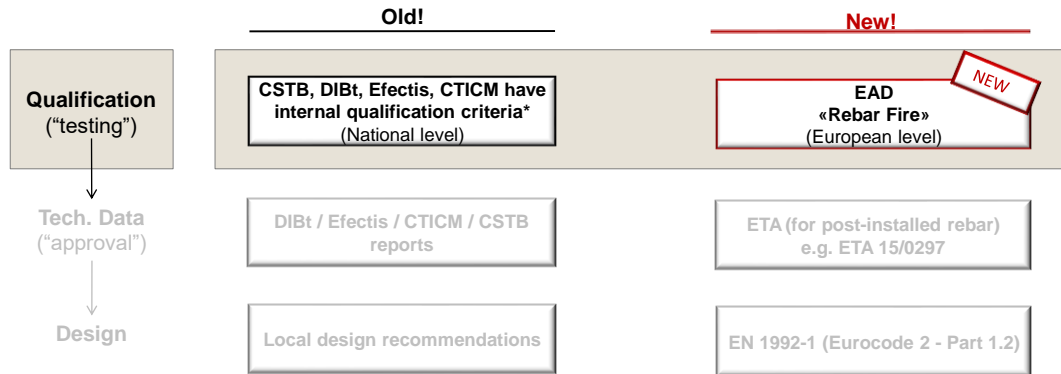 Old!
New!
Qualification
(“testing”)
CSTB, DIBt, Efectis, CTICM have
internal qualification criteria*
(National level)
NEW
EAD
«Rebar Fire»
(European level)
Tech. Data
(“approval”)
DIBt / Efectis / CTICM / CSTB
reports
ETA (for post-installed rebar)
e.g. ETA 15/0297
Design
Local design recommendations
EN 1992-1 (Eurocode 2 - Part 1.2)